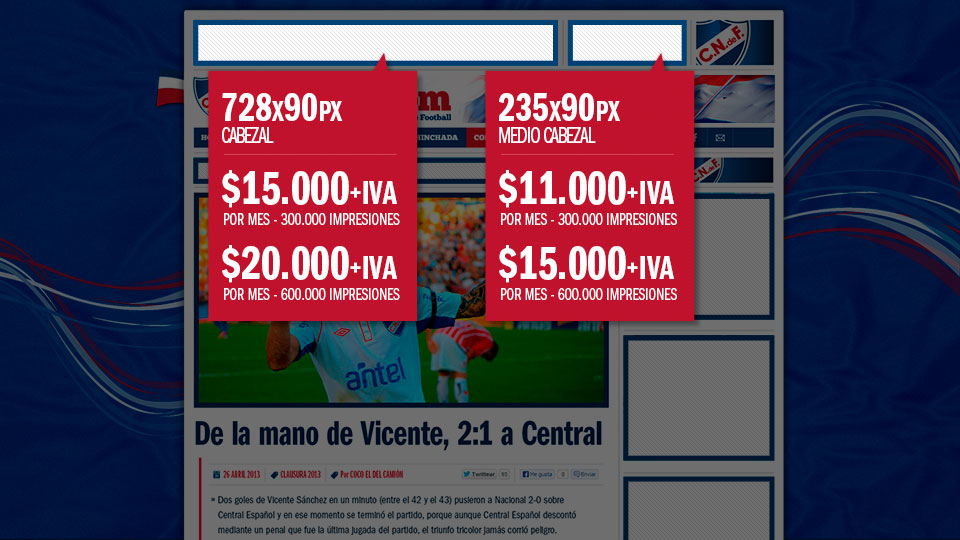 C.N.de F.
728x90PX
CABEZAL
$15.000+IVA
POR MES - 300.000 IMPRESIONES
$20.000+IVA
POR MES - 600.000 IMPRESIONES
235x90PX
MEDIO CABEZAL
$11.000+IVA
POR MES - 300.000 IMPRESIONES
$15.000+IVA
POR MES - 600.000 IMPRESIONES
Football
C.N.de F.
antel
De la mano de Vicente, 2:1 a Central
26 ABRIL 2013 CLAUSURA 2013 Por COCO EL DEL CAMIÓN Twittear Me gusta 0 Enviar
Dos goles de Vicente Sánchez en un minuto (entre el 42 y el 43) pusieron a Nacional 2-0 sobre
Central Español y en ese momento se terminó el partido, porque aunque Central Español descontó
mediante un penal que fue la última jugada del partido, el triunfo tricolor jamás corrió peligro.